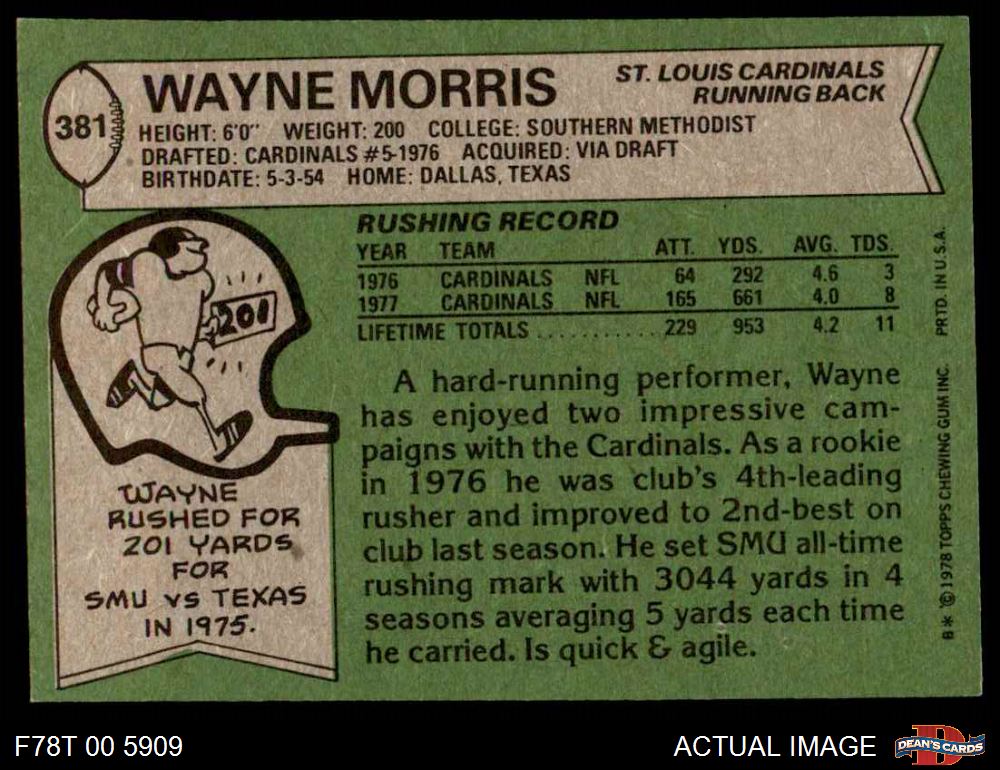 381
WAYNE MORRIS
ST. LOUIS CARDINALS
RUNNING BACK
HEIGHT: 6'0" WEIGHT: 200 COLLEGE: SOUTHERN METHODIST
DRAFTED: CARDINALS #5-1976 ACQUIRED: VIA DRAFT
BIRTHDATE: 5-3-54 HOME: DALLAS, TEXAS
RUSHING RECORD
YEAR TEAM ATT. YDS. AVG. TDS.
1976 CARDINALS NFL 64 292 4.6 3
1977 CARDINALS NFL 165 661 4.0 8
LIFETIME TOTALS ............ 229 953 4.2 11
201
WAYNE
RUSHED FOR
201 YARDS
FOR
SMU VS TEXAS
IN 1975.
A hard-running performer, Wayne
has enjoyed two impressive cam-
paigns with the Cardinals. As a rookie
in 1976 he was club's 4th-leading
rusher and improved to 2nd-best on
club last season. He set SMU all-time
rushing mark with 3044 yards in 4
seasons averaging 5 yards each time
he carried. Is quick & agile.
B* ©1978 TOPPS CHEWING GUM INC. PRTD. IN U.S.A.
F78T 00 5909
ACTUAL IMAGE
D
DEAN'S CARDS